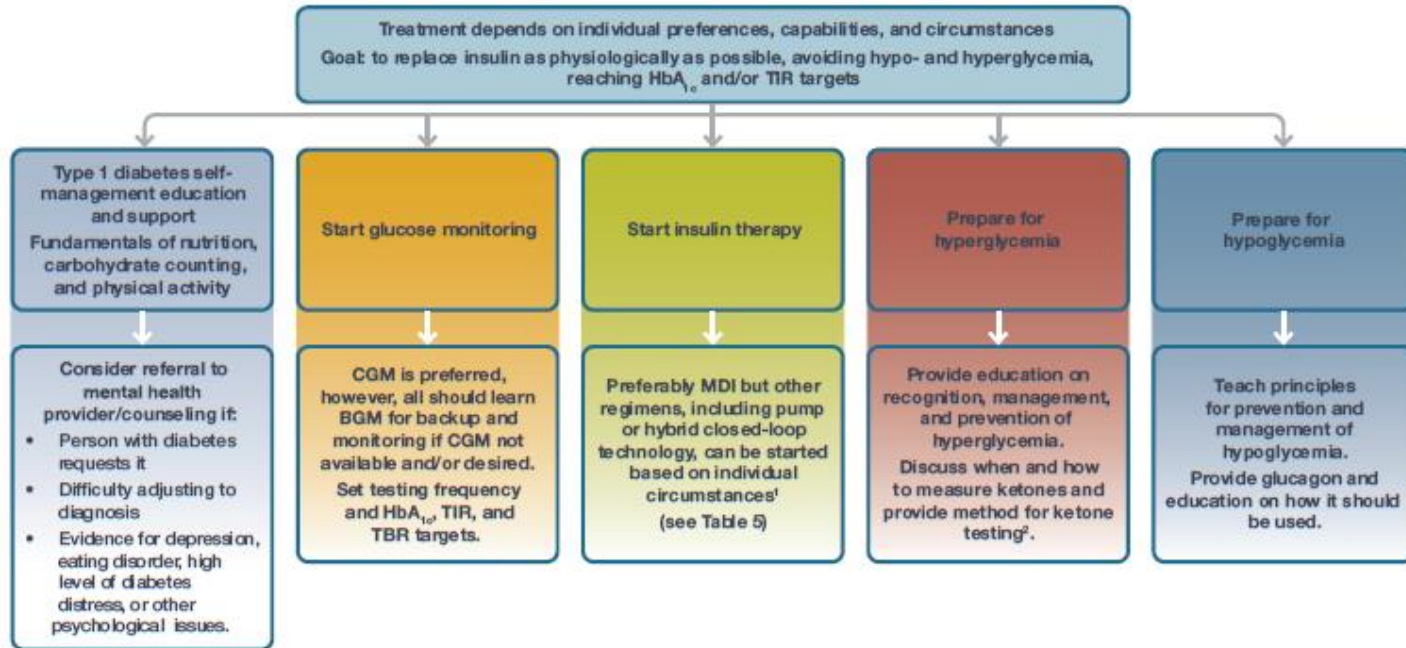 Treatment depends on individual preferences, capabilities, and circumstances
Goal: to replace insulin as physiologically as possible, avoiding hypo- and hyperglycemia,
reaching HbA1c and/or TIR targets
Type 1 diabetes self-
management education
and support
Fundamentals of nutrition,
carbohydrate counting,
and physical activity
Consider referral to
mental health
provider/counseling if:
• Person with diabetes
requests it
• Difficulty adjusting to
diagnosis
• Evidence for depression,
eating disorder, high
level of diabetes
distress, or other
psychological issues.
Start glucose monitoring
CGM is preferred,
however, all should learn
BGM for backup and
monitoring if CGM not
available and/or desired.
Set testing frequency
and HbA1c, TIR, and
TBR targets.
Start insulin therapy
Preferably MDI but other
regimens, including pump
or hybrid closed-loop
technology, can be started
based on individual
circumstances¹
(see Table 5)
Prepare for
hyperglycemia
Provide education on
recognition, management,
and prevention of
hyperglycemia.
Discuss when and how
to measure ketones and
provide method for ketone
testing².
Prepare for
hypoglycemia
Teach principles
for prevention and
management of
hypoglycemia.
Provide glucagon and
education on how it should
be used.